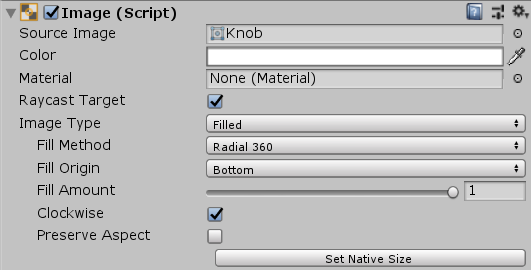 Image (Script)
Source Image Knob
Color
Material None (Material)
Raycast Target
Image Type Filled
Fill Method Radial 360
Fill Origin Bottom
Fill Amount 1
Clockwise
Preserve Aspect
Set Native Size